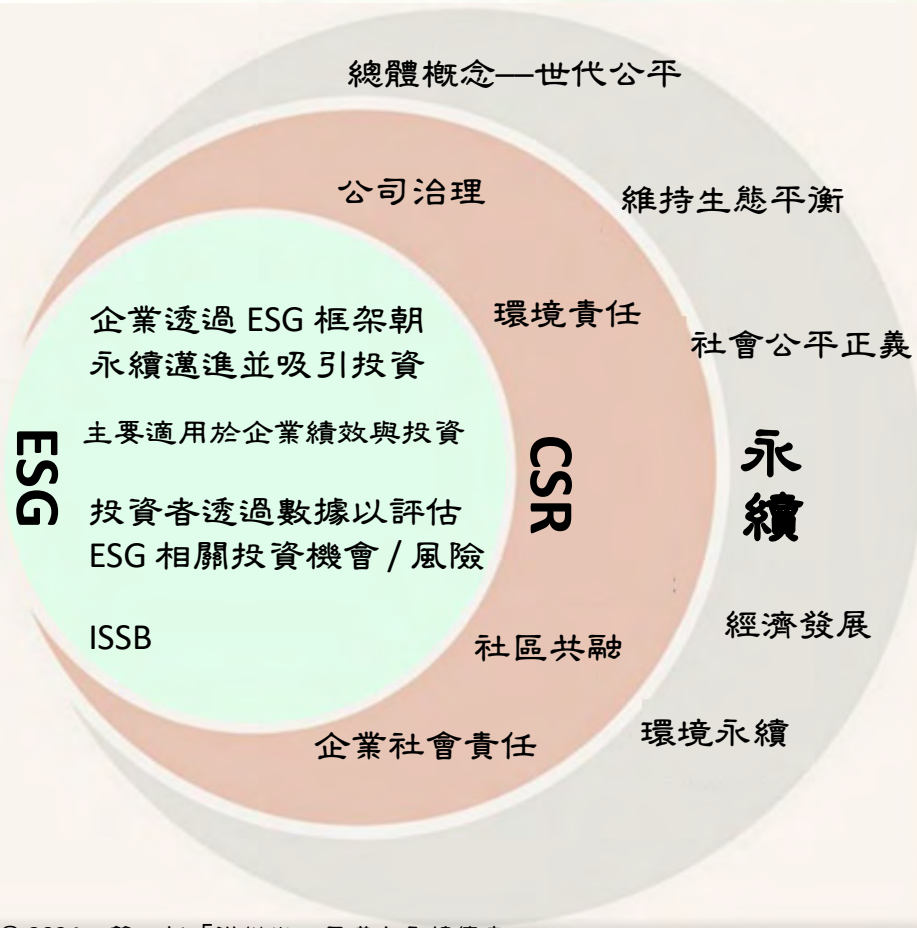 總體概念—世代公平
公司治理
維持生態平衡
企業透過 ESG 框架朝
永續邁進並吸引投資
環境責任
社會公平正義
主要適用於企業績效與投資
ESG
CSR
永
續
投資者透過數據以評估
ESG 相關投資機會 / 風險
ISSB
社區共融
經濟發展
企業社會責任
環境永續